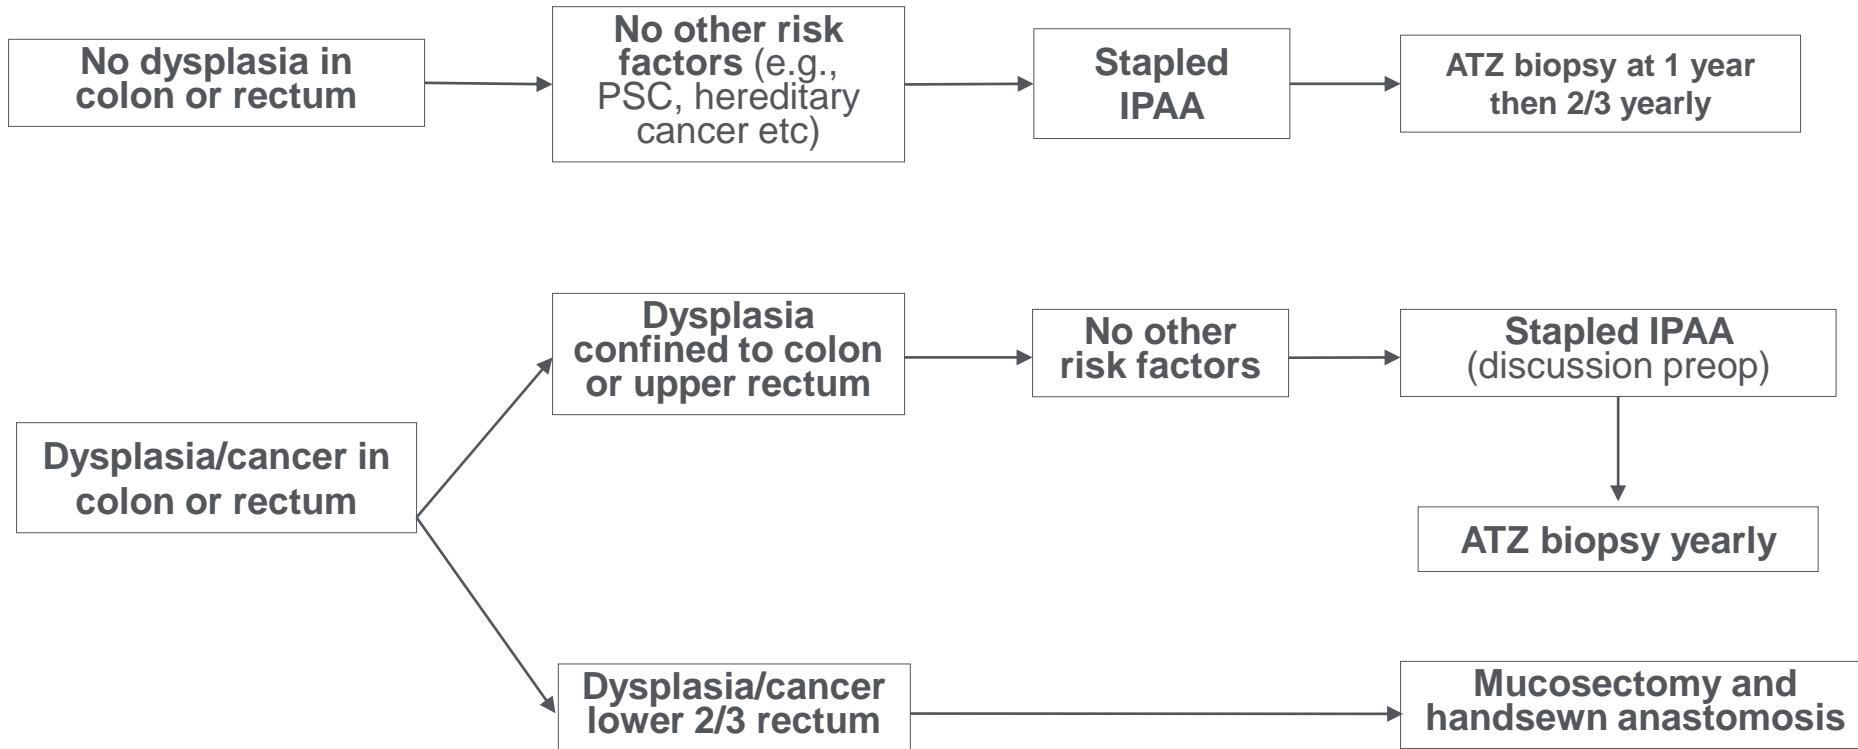 No dysplasia in
colon or rectum
No other risk
factors (e.g.,
PSC, hereditary
cancer etc)
Stapled
IPAA
ATZ biopsy at 1 year
then 2/3 yearly
Dysplasia/cancer in
colon or rectum
Dysplasia
confined to colon
or upper rectum
No other
risk factors
Stapled IPAA
(discussion preop)
ATZ biopsy yearly
Dysplasia/cancer
lower 2/3 rectum
Mucosectomy and
handsewn anastomosis